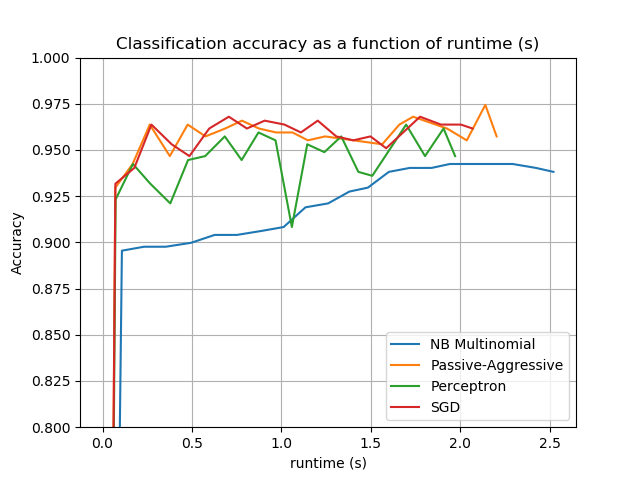 Classification accuracy as a function of runtime (s)
1.000
0.975
0.950
0.925
0.900
0.875
0.850
0.825
0.800
Accuracy
NB Multinomial
Passive-Aggressive
Perceptron
SGD
0.0 0.5 1.0 1.5 2.0 2.5
runtime (s)